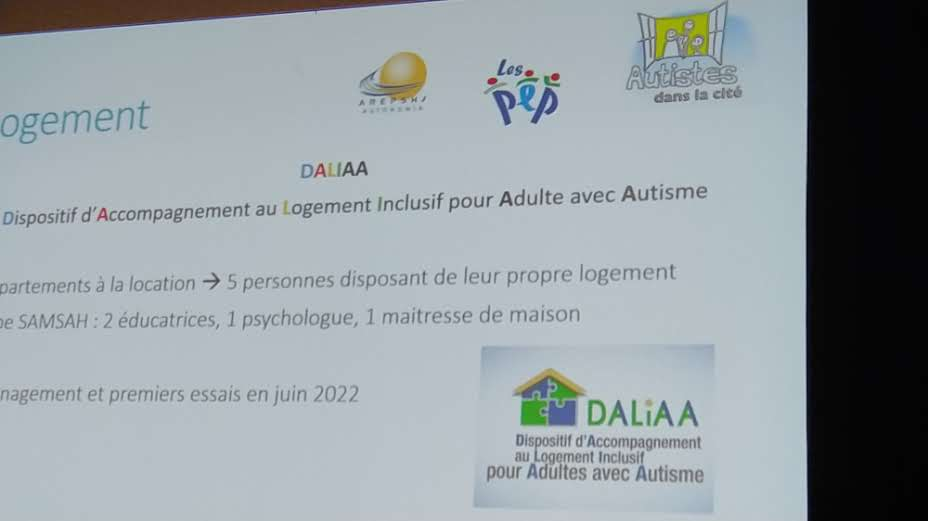 Les
PEP
AREPSHJ
AUTONOMIE
Autistes
dans la cité
ogement
DALIAA
Dispositif d'Accompagnement au Logement Inclusif pour Adulte avec Autisme
partements à la location → 5 personnes disposant de leur propre logement
pe SAMSAH : 2 éducatrices, 1 psychologue, 1 maitresse de maison
nagement et premiers essais en juin 2022
DALiAA
Dispositif d'Accompagnement
au Logement Inclusif
pour Adultes avec Autisme